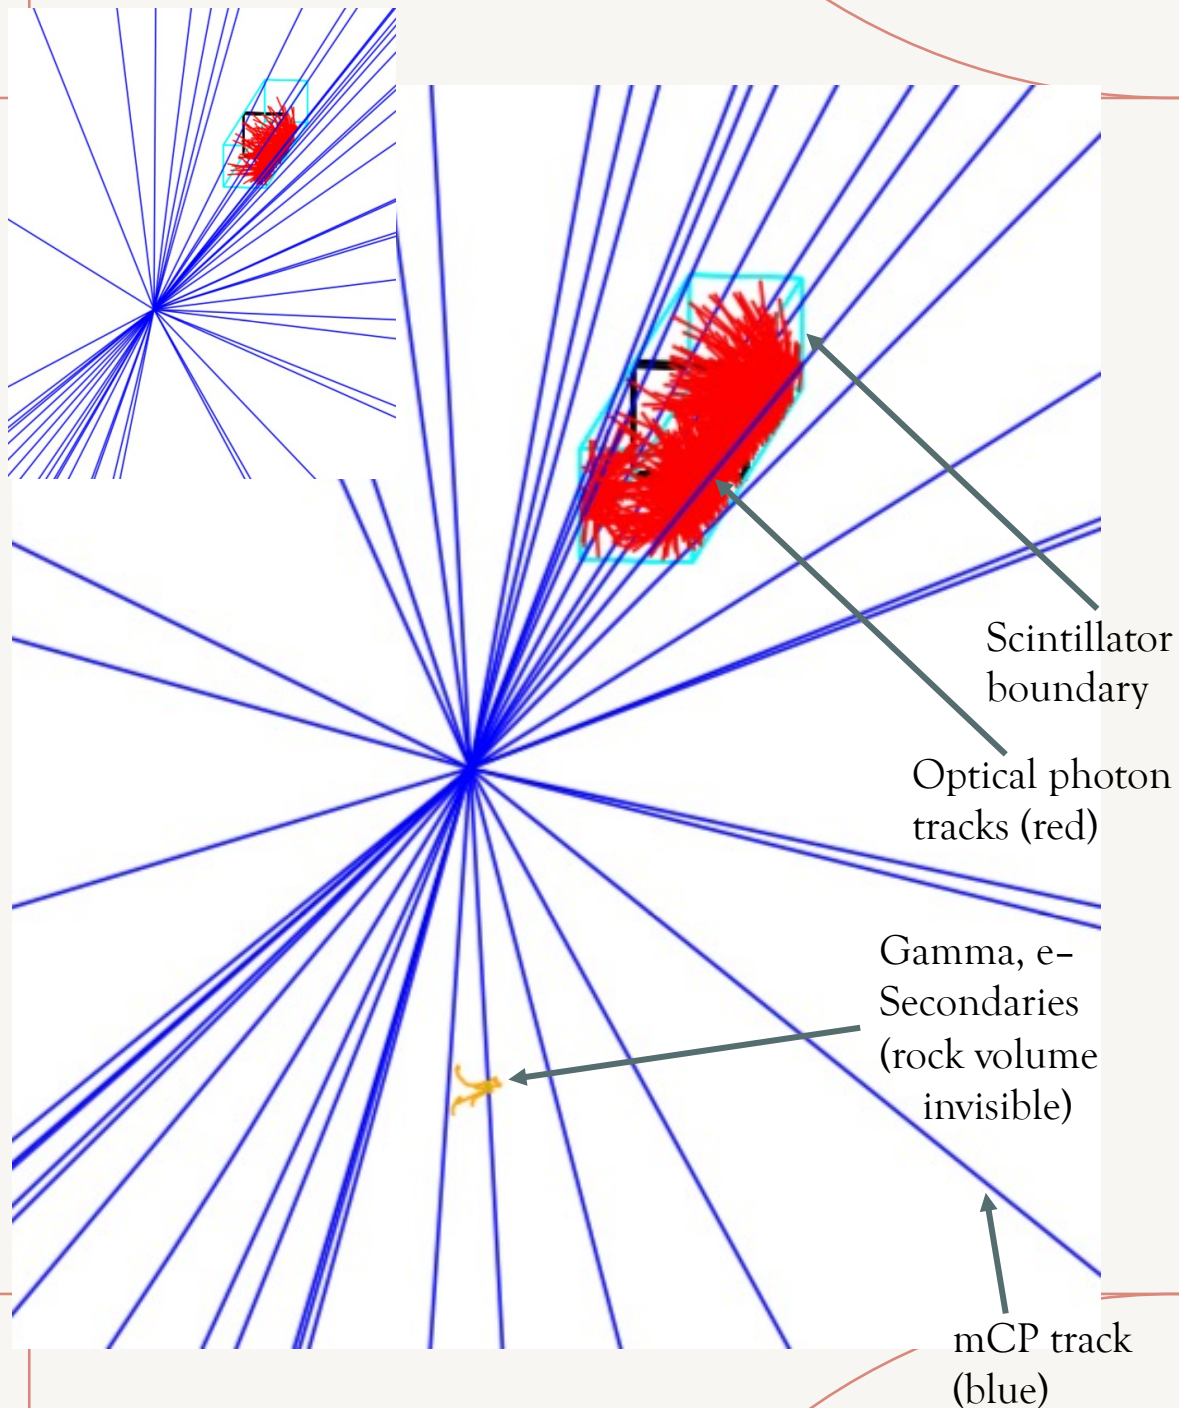 Scintillator
boundary
Optical photon
tracks (red)
Gamma, e-
Secondaries
(rock volume
invisible)
mCP track
(blue)